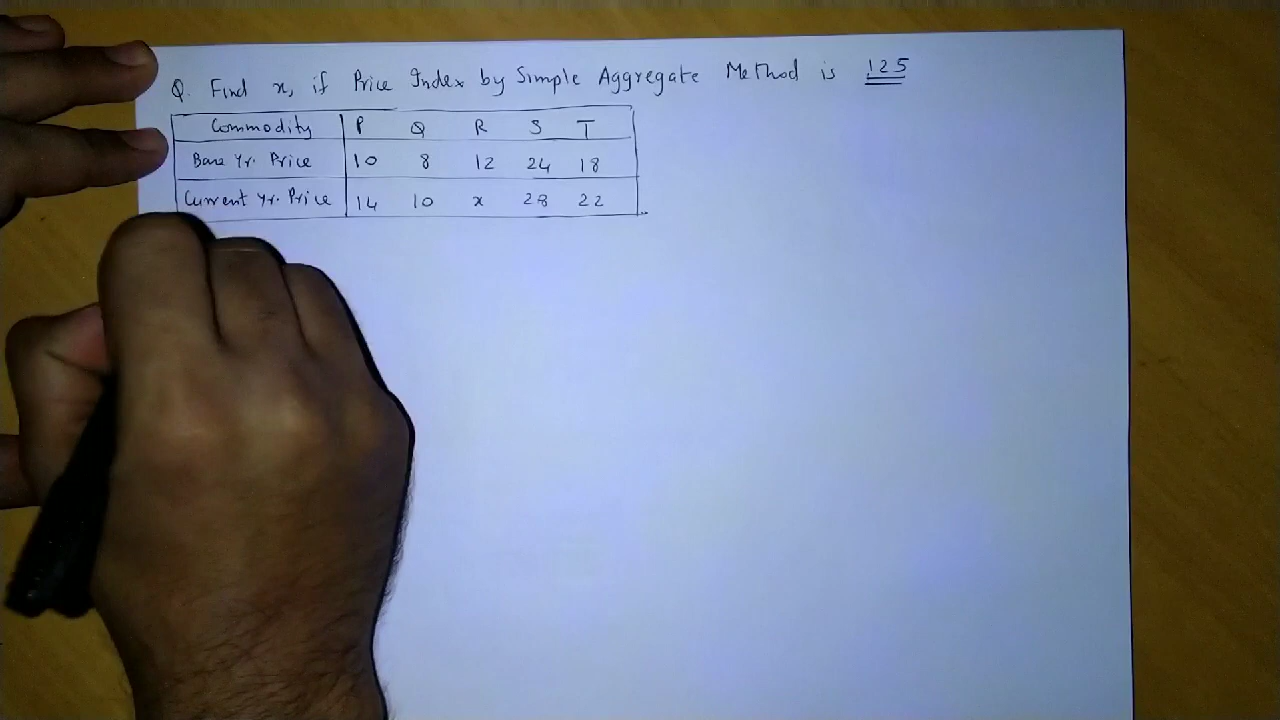 Q. Find x, if Price Index by Simple Aggregate Method is 125
Commodity P Q R S T
Base Yr. Price 10 8 12 24 18
Current Yr. Price 14 10 x 28 22